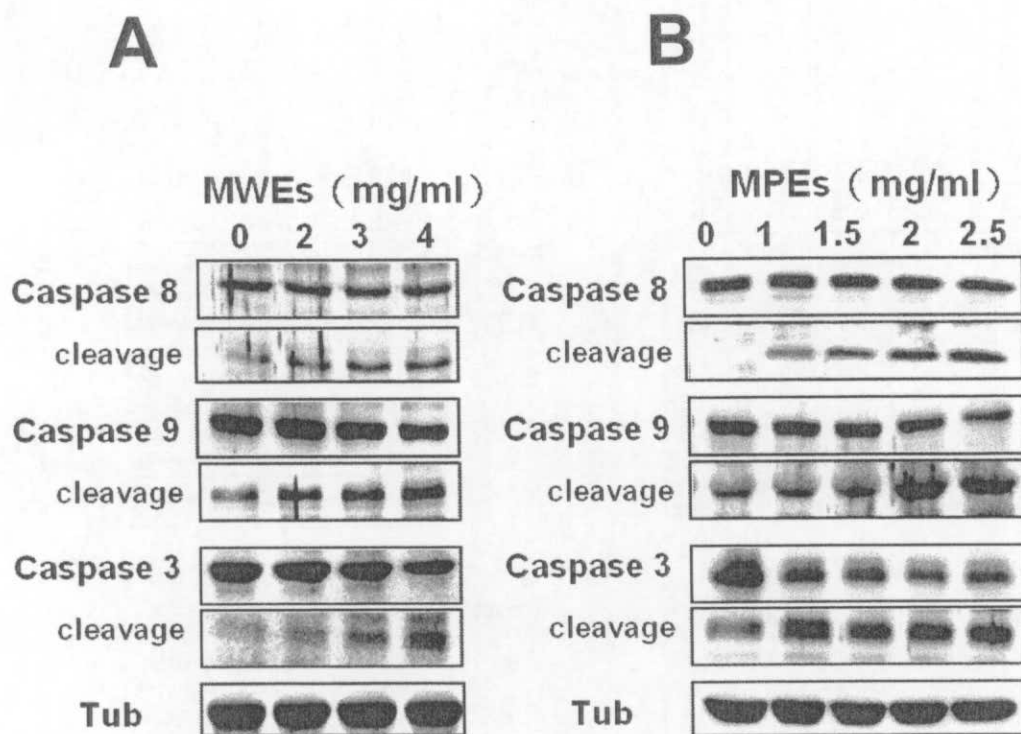 A
MWEs (mg/ml)
0 2 3 4
Caspase 8
cleavage
Caspase 9
cleavage
Caspase 3
cleavage
Tub
B
MPEs (mg/ml)
0 1 1.5 2 2.5
Caspase 8
cleavage
Caspase 9
cleavage
Caspase 3
cleavage
Tub